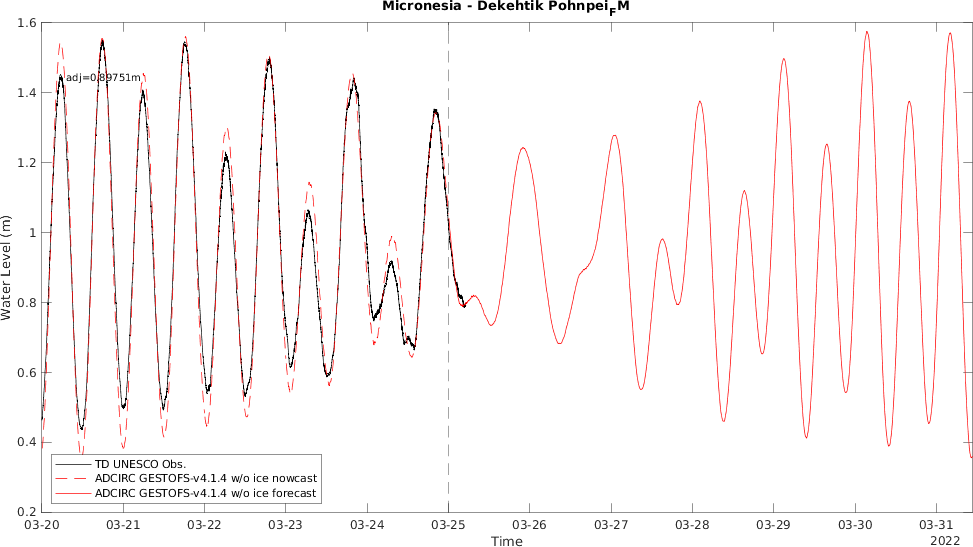 Micronesia - Dekehtik Pohnpei_FM
1.6
1.4
1.2
1
0.8
0.6
0.4
0.2
Water Level (m)
adj=0.89751m
TD UNESCO Obs.
ADCIRC GESTOFS-v4.1.4 w/o ice nowcast
ADCIRC GESTOFS-v4.1.4 w/o ice forecast
03-20 03-21 03-22 03-23 03-24 03-25 03-26 03-27 03-28 03-29 03-30 03-31
Time
2022